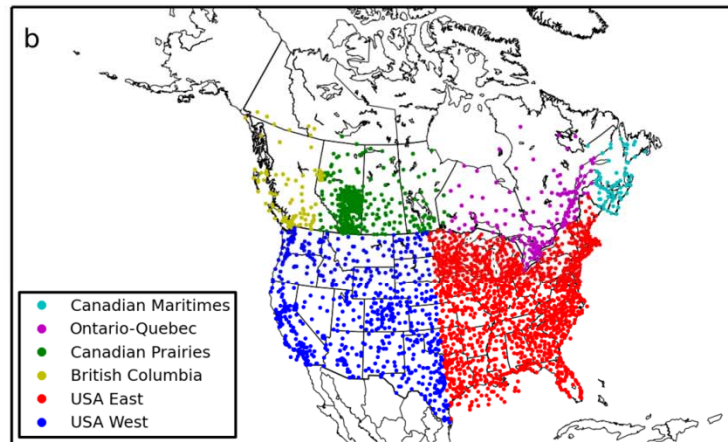 b
Canadian Maritimes
Ontario-Quebec
Canadian Prairies
British Columbia
USA East
USA West